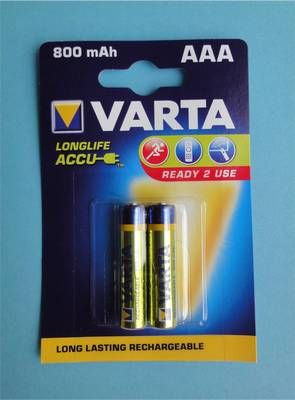 800 mAh AAA
VARTA
LONGLIFE
ACCU
READY 2 USE
VARTA VARTA
LONG LASTING RECHARGEABLE